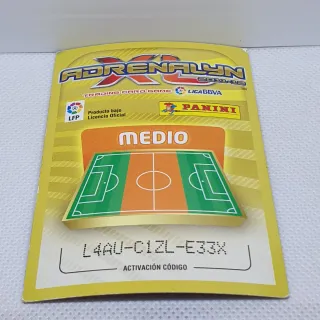 ADRENALYN
XL
TRADING CARD GAME
LIGA BBVA
LFP
Producto bajo
Licencia Oficial
PANINI
MEDIO
L4AU-C1ZL-E33X
ACTIVACIÓN CÓDIGO